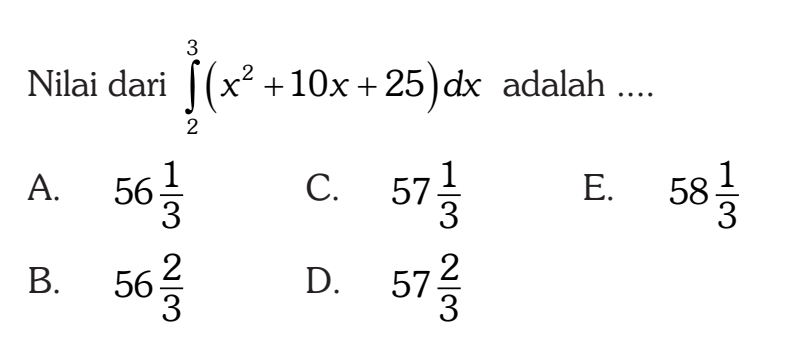 Nilai dari ∫₂³(x² + 10x + 25)dx adalah ....
A. 56 1/3 C. 57 1/3 E. 58 1/3
B. 56 2/3 D. 57 2/3